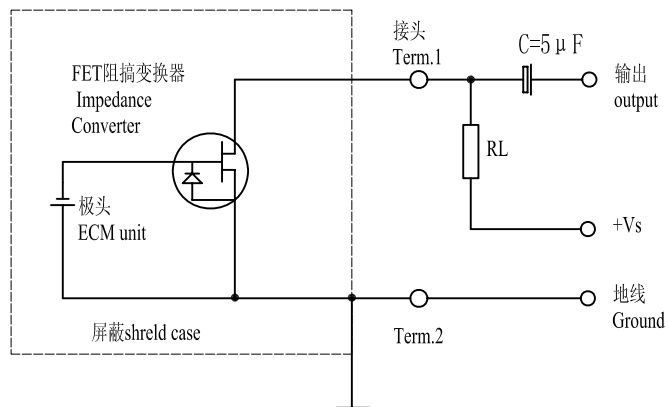 接头
Term.1
C=5μF
输出
output
FET阻搞变换器
Impedance
Converter
RL
极头
ECM unit
+Vs
地线
Ground
屏蔽shreld case
Term.2